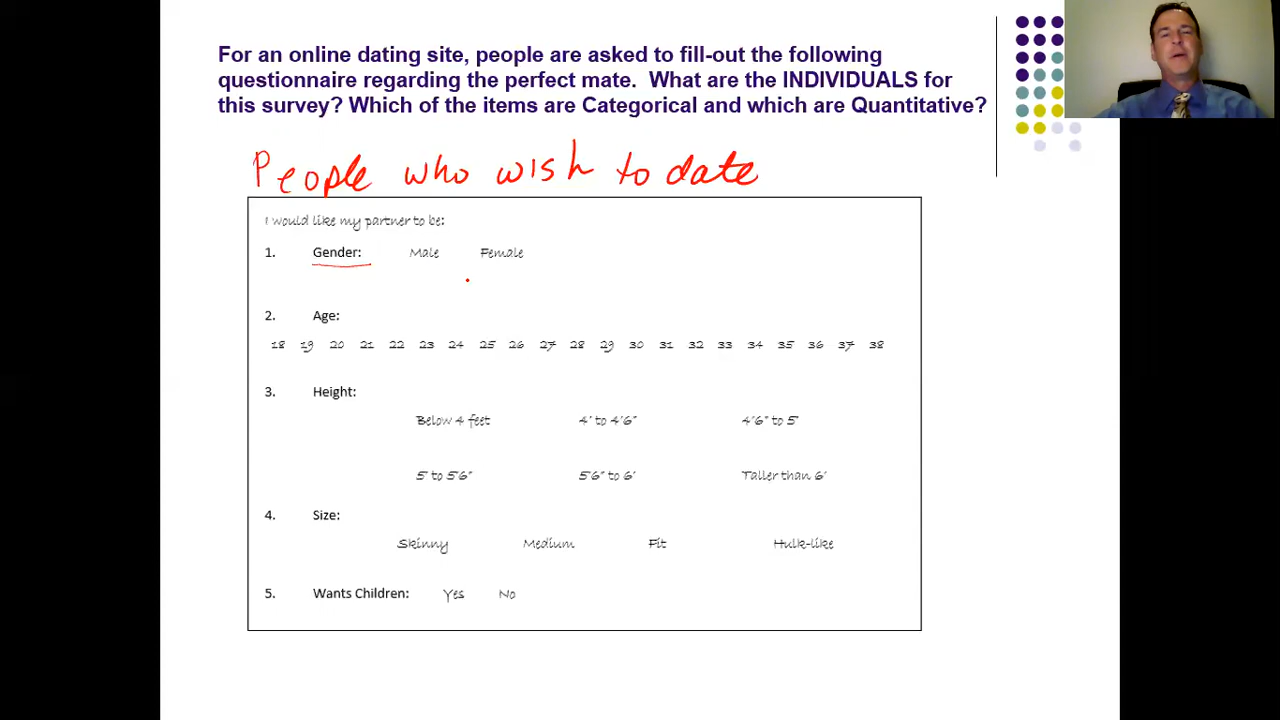 For an online dating site, people are asked to fill-out the following
questionnaire regarding the perfect mate. What are the INDIVIDUALS for
this survey? Which of the items are Categorical and which are Quantitative?
People who wish to date
I would like my partner to be:
1. Gender: Male Female
2. Age:
18 19 20 21 22 23 24 25 26 27 28 29 30 31 32 33 34 35 36 37 38
3. Height:
Below 4 feet 4' to 4'6" 4'6" to 5'
5' to 5'6" 5'6" to 6' Taller than 6'
4. Size:
Skinny Medium Fit Hulk-like
5. Wants Children: Yes No